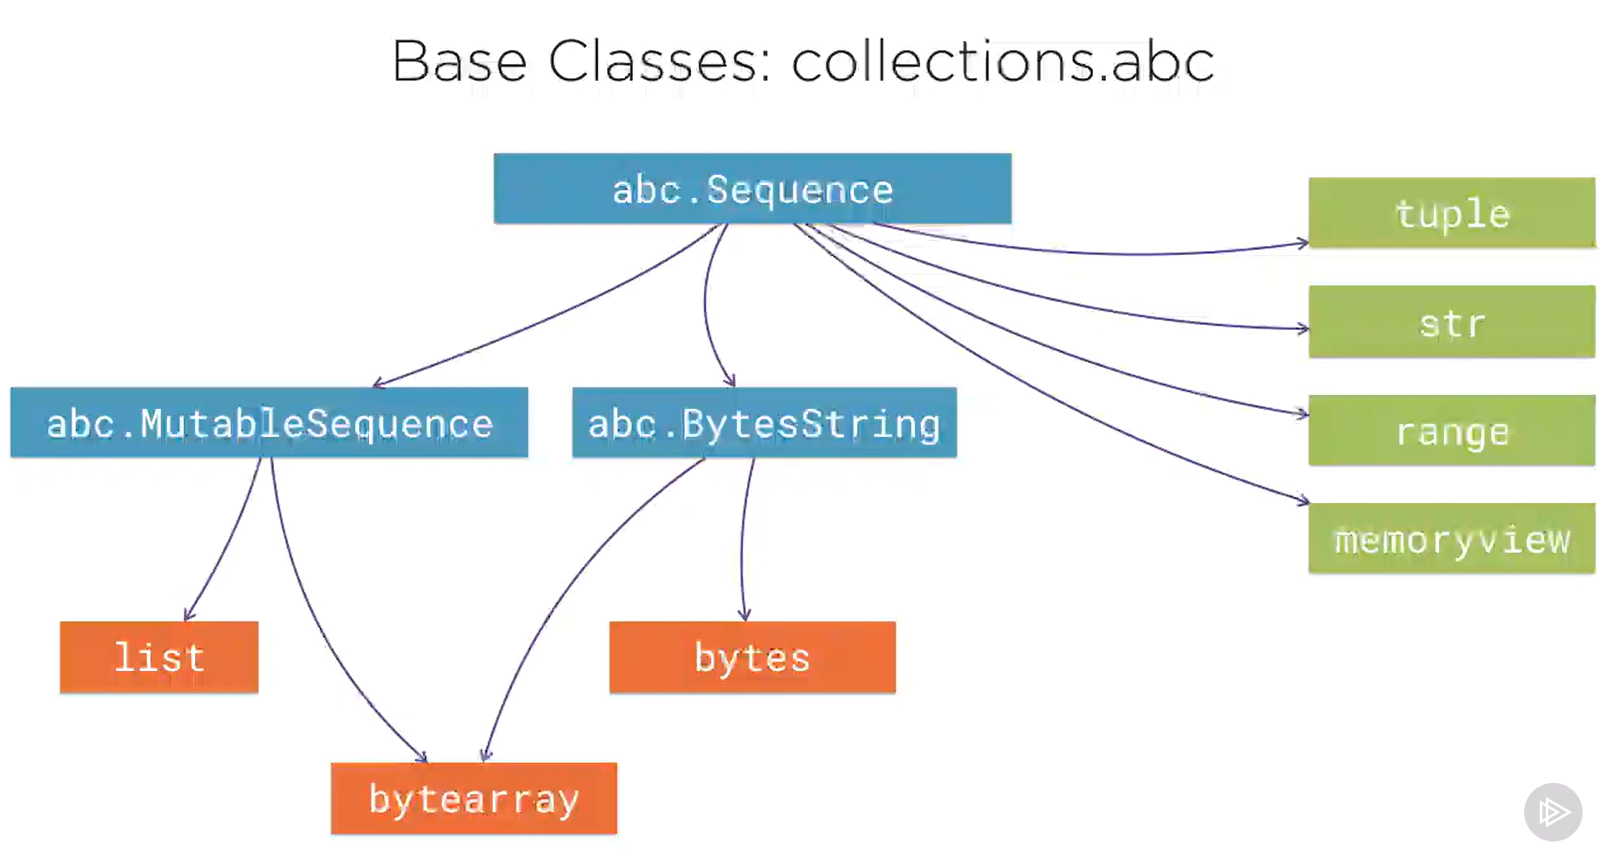 Base Classes: collections.abc
abc.Sequence
tuple
str
abc.MutableSequence
abc.BytesString
range
memoryview
list
bytes
bytearray